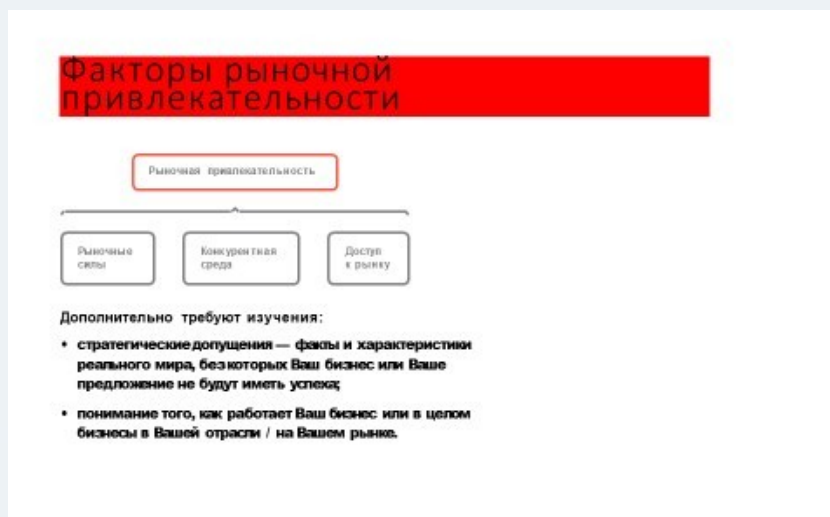 Факторы рыночной
привлекательности
Рыночная привлекательность
Рыночные
силы
Конкурентная
среда
Доступ
к рынку
Дополнительно требуют изучения:
• стратегические допущения — факты и характеристики
реального мира, без которых Ваш бизнес или Ваше
предложение не будут иметь успеха;
• понимание того, как работает Ваш бизнес или в целом
бизнесы в Вашей отрасли / на Вашем рынке.